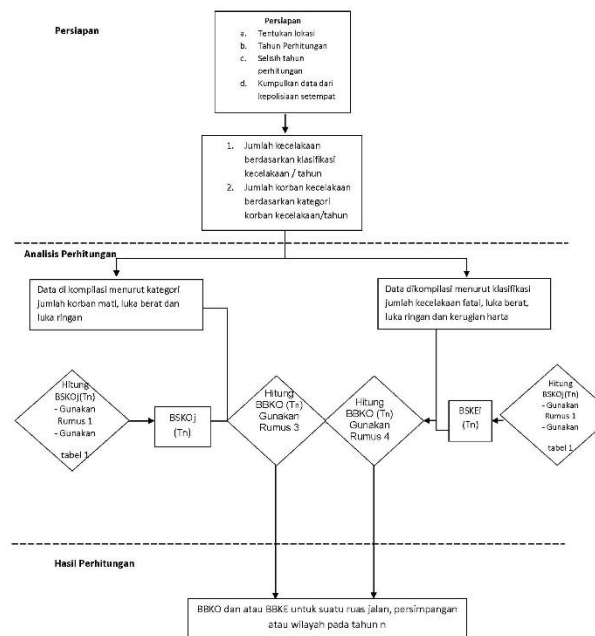 Persiapan
Persiapan
a. Tentukan lokasi
b. Tahun Perhitungan
c. Selisih tahun
perhitungan
d. Kumpulkan data dari
kepolisiaan setempat
1. Jumlah kecelakaan
berdasarkan klasifikasi
kecelakaan / tahun
2. Jumlah korban kecelakaan
berdasarkan kategori
korban kecelakaan/tahun
Analisis Perhitungan
Data di kompilasi menurut kategori
jumlah korban mati, luka berat dan
luka ringan
Data dikompilasi menurut klasifikasi
jumlah kecelakaan fatal, luka berat,
luka ringan dan kerugian harta
Hitung
BSKOj(Tn)
- Gunakan
Rumus 1
- Gunakan
tabel 1
BSKOj
(Tn)
Hitung
BBKO (Tn)
Gunakan
Rumus 3
Hitung
BBKO (Tn)
Gunakan
Rumus 4
BSKEi
(Tn)
Hitung
BSKOj(Tn)
- Gunakan
Rumus 1
- Gunakan
tabel 1
Hasil Perhitungan
BBKO dan atau BBKE untuk suatu ruas jalan, persimpangan
atau wilayah pada tahun n